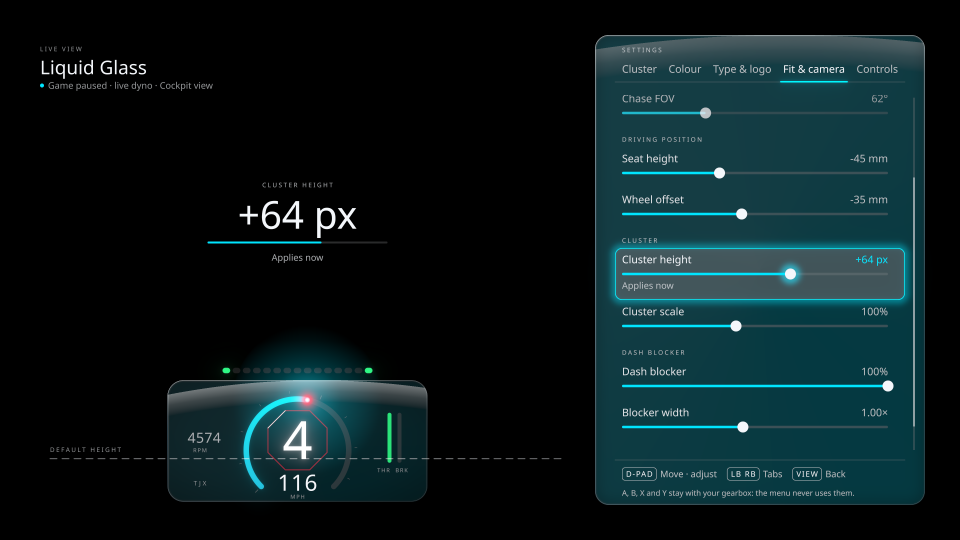 LIVE VIEW
Liquid Glass
Game paused · live dyno · Cockpit view
CLUSTER HEIGHT
+64 px
Applies now
4574
RPM
TJX
4
116
MPH
THR BRK
DEFAULT HEIGHT
SETTINGS
Cluster Colour Type & logo Fit & camera Controls
Chase FOV 62°
DRIVING POSITION
Seat height -45 mm
Wheel offset -35 mm
CLUSTER
Cluster height +64 px
Applies now
Cluster scale 100%
DASH BLOCKER
Dash blocker 100%
Blocker width 1.00×
D-PAD Move · adjust LB RB Tabs VIEW Back
A, B, X and Y stay with your gearbox: the menu never uses them.